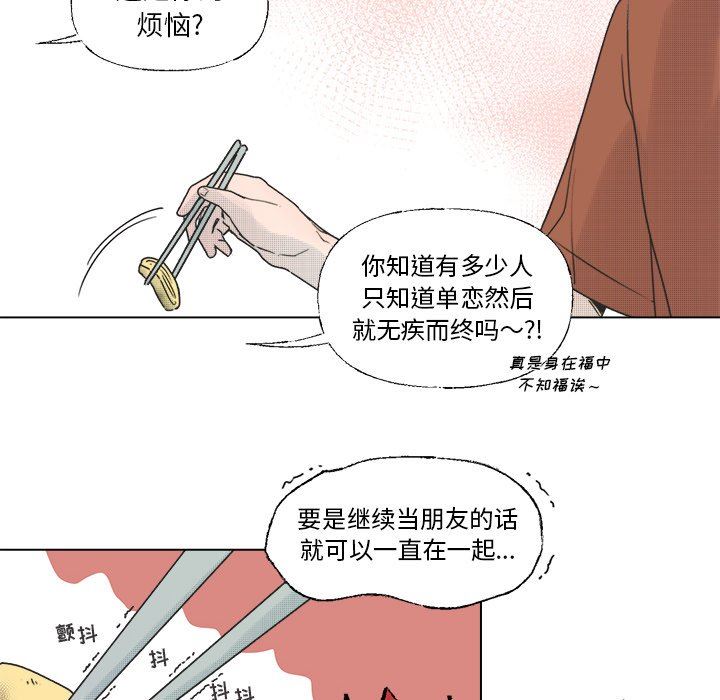 烦恼?
你知道有多少人
只知道单恋然后
就无疾而终吗～?!
真是身在福中
不知福诶～
要是继续当朋友的话
就可以一直在一起...
颤抖
抖
抖抖